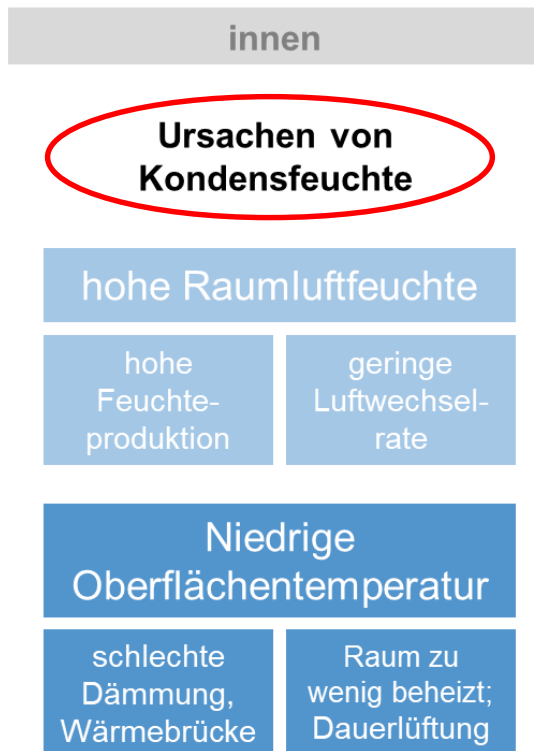 innen
Ursachen von
Kondensfeuchte
hohe Raumluftfeuchte
hohe
Feuchte-
produktion
geringe
Luftwechsel-
rate
Niedrige
Oberflächentemperatur
schlechte
Dämmung,
Wärmebrücke
Raum zu
wenig beheizt;
Dauerlüftung